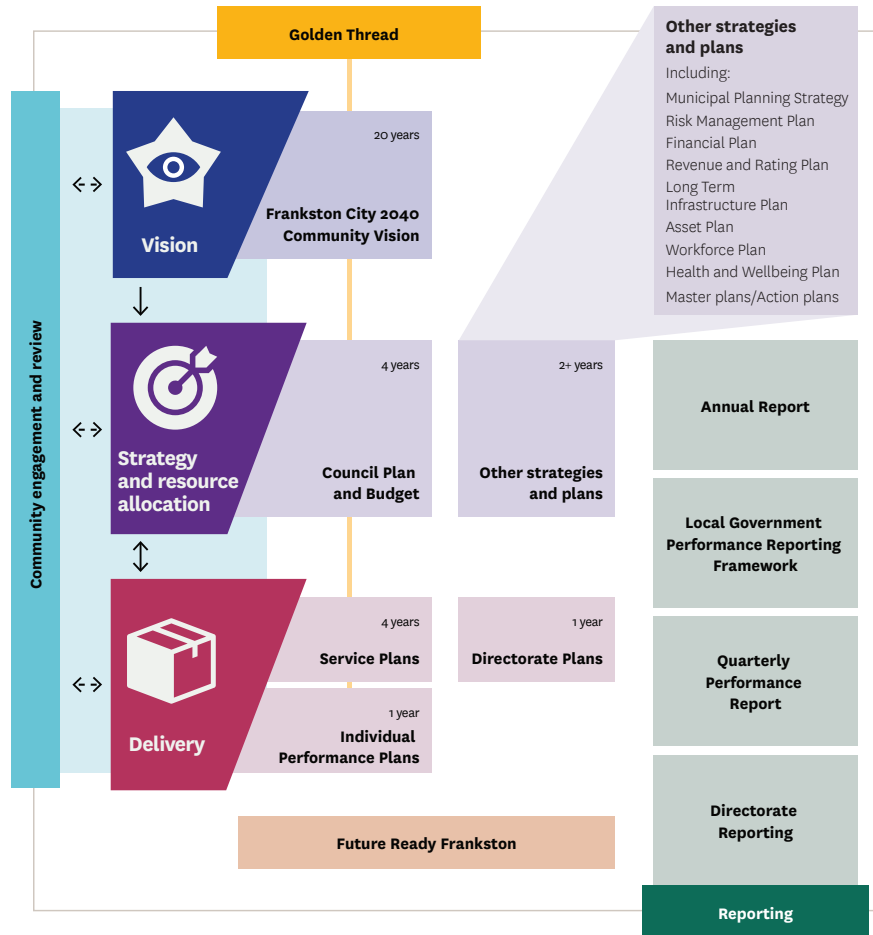 Golden Thread
Community engagement and review
Vision
20 years
Frankston City 2040
Community Vision
Strategy
and resource
allocation
4 years
Council Plan
and Budget
2+ years
Other strategies
and plans
Delivery
4 years
Service Plans
1 year
Directorate Plans
1 year
Individual
Performance Plans
Future Ready Frankston
Other strategies
and plans
Including:
Municipal Planning Strategy
Risk Management Plan
Financial Plan
Revenue and Rating Plan
Long Term
Infrastructure Plan
Asset Plan
Workforce Plan
Health and Wellbeing Plan
Master plans/Action plans
Annual Report
Local Government
Performance Reporting
Framework
Quarterly
Performance
Report
Directorate
Reporting
Reporting